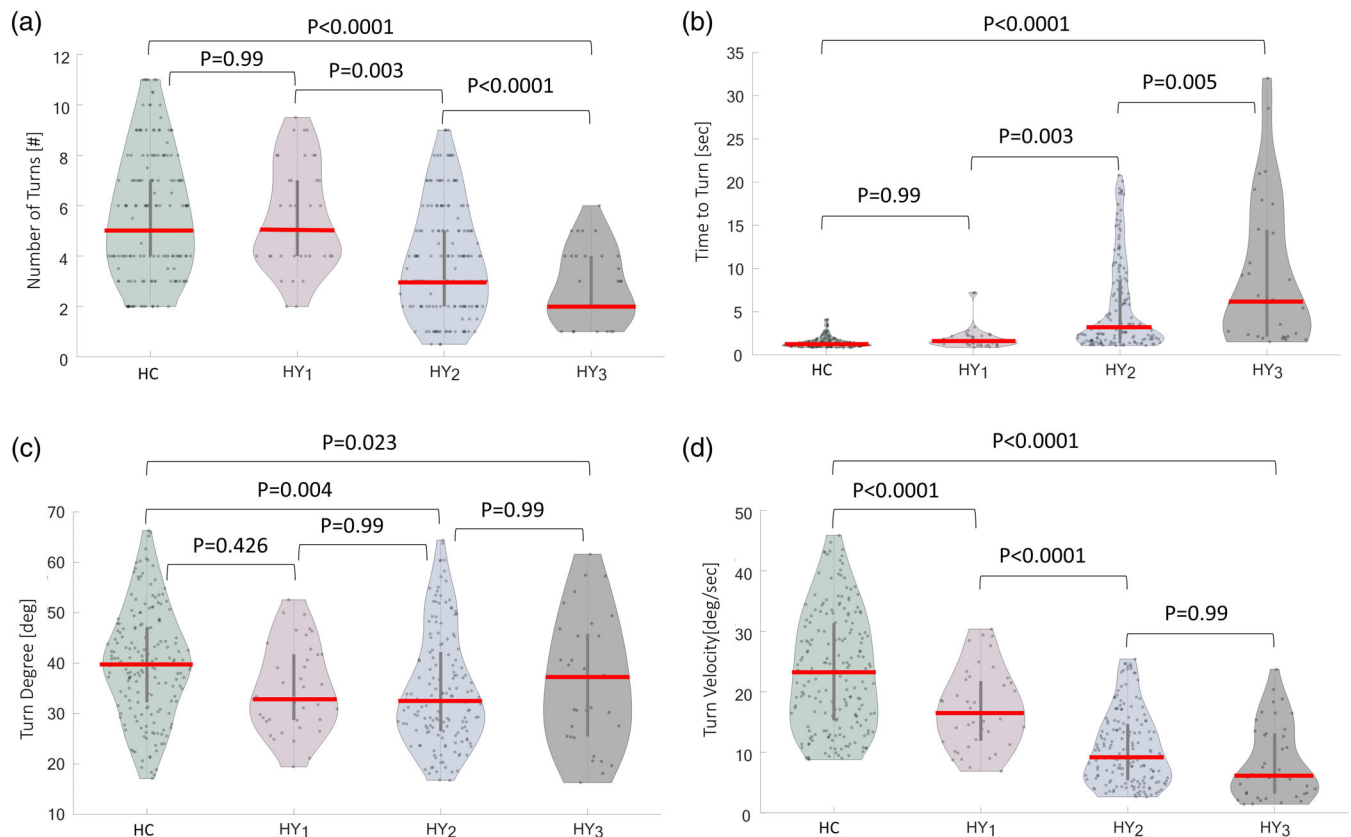 (a)
P<0.0001
P=0.99
P=0.003
P<0.0001
Number of Turns [#]
12
10
8
6
4
2
0
HC
HY1
HY2
HY3
(b)
P<0.0001
P=0.005
P=0.003
P=0.99
Time to Turn [sec]
35
30
25
20
15
10
5
0
HC
HY1
HY2
HY3
(c)
P=0.023
P=0.004
P=0.99
P=0.99
P=0.426
Turn Degree [deg]
70
60
50
40
30
20
10
HC
HY1
HY2
HY3
(d)
P<0.0001
P<0.0001
P<0.0001
P=0.99
Turn Velocity[deg/sec]
50
40
30
20
10
0
HC
HY1
HY2
HY3